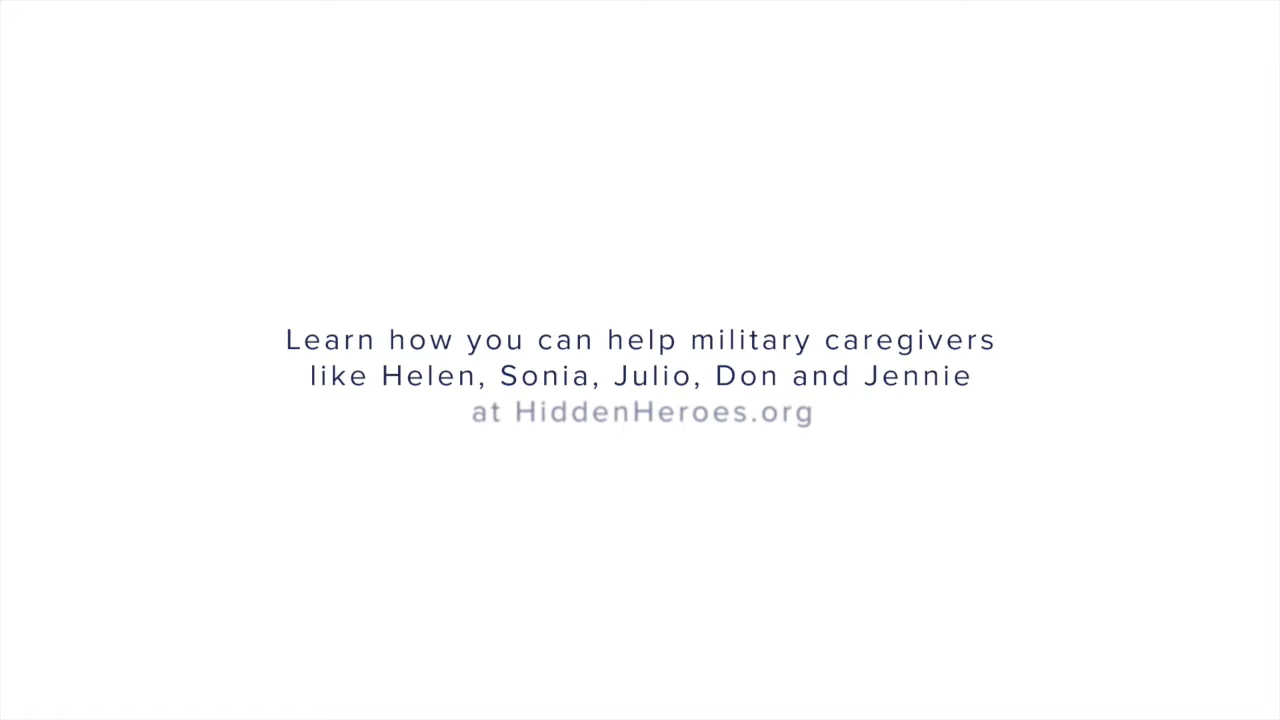 Learn how you can help military caregivers
like Helen, Sonia, Julio, Don and Jennie
at HiddenHeroes.org